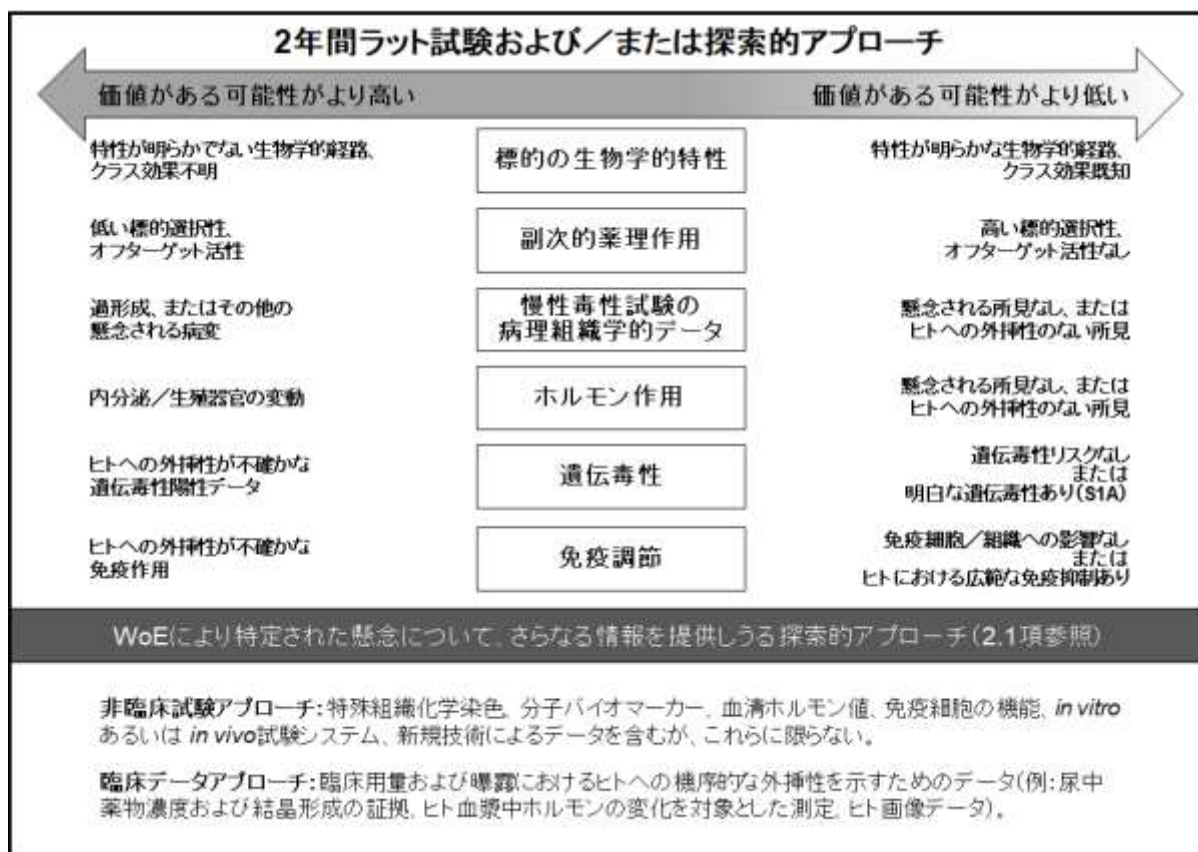 2年間ラット試験および／または探索的アプローチ
価値がある可能性がより高い
価値がある可能性がより低い
特性が明らかでない生物学的経路、
クラス効果不明
標的の生物学的特性
特性が明らかな生物学的経路、
クラス効果既知
低い標的選択性、
オフターゲット活性
副次的薬理作用
高い標的選択性、
オフターゲット活性なし
過形成、またはその他の
懸念される病変
慢性毒性試験の
病理組織学的データ
懸念される所見なし、または
ヒトへの外挿性のない所見
内分泌／生殖器官の変動
ホルモン作用
懸念される所見なし、または
ヒトへの外挿性のない所見
ヒトへの外挿性が不確かな
遺伝毒性陽性データ
遺伝毒性
遺伝毒性リスクなし
または
明白な遺伝毒性あり(S1A)
ヒトへの外挿性が不確かな
免疫作用
免疫調節
免疫細胞／組織への影響なし
または
ヒトにおける広範な免疫抑制あり
WoEにより特定された懸念について、さらなる情報を提供しうる探索的アプローチ(2.1項参照)
非臨床試験アプローチ:特殊組織化学染色、分子バイオマーカー、血清ホルモン値、免疫細胞の機能、in vitro
あるいは in vivo試験システム、新規技術によるデータを含むが、これらに限らない。
臨床データアプローチ:臨床用量および曝露におけるヒトへの機序的な外挿性を示すためのデータ(例:尿中
薬物濃度および結晶形成の証拠、ヒト血漿中ホルモンの変化を対象とした測定、ヒト画像データ)。